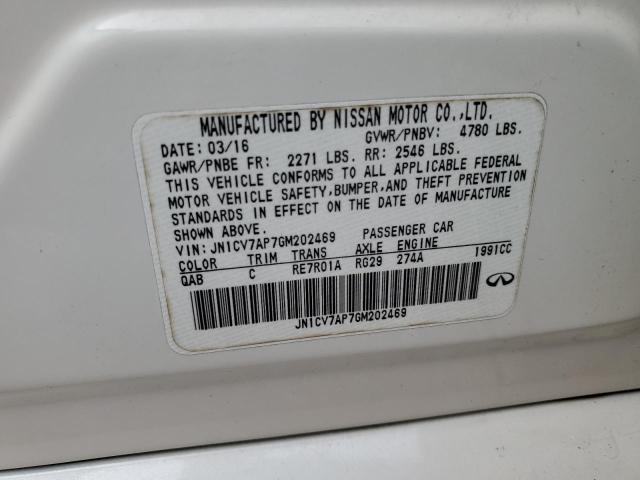 MANUFACTURED BY NISSAN MOTOR CO.,LTD.
DATE: 03/16 GVWR/PNBV: 4780 LBS.
GAWR/PNBE FR: 2271 LBS. RR: 2546 LBS.
THIS VEHICLE CONFORMS TO ALL APPLICABLE FEDERAL
MOTOR VEHICLE SAFETY,BUMPER,AND THEFT PREVENTION
STANDARDS IN EFFECT ON THE DATE OF MANUFACTURE
SHOWN ABOVE.
VIN: JN1CV7AP7GM202469 PASSENGER CAR
COLOR TRIM TRANS AXLE ENGINE
QAB C RE7R01A RG29 274A 1991CC
JN1CV7AP7GM202469